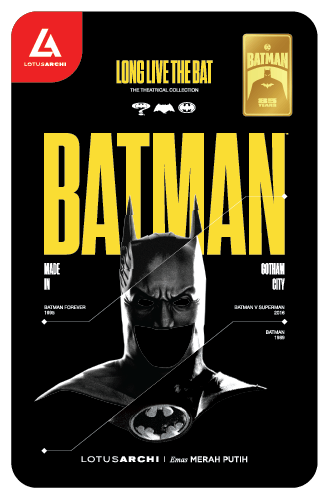 LOTUSARCHI
LONG LIVE THE BAT
THE THEATRICAL COLLECTION
DC
BATMAN
85
YEARS
BATMAN
MADE
IN
GOTHAM
CITY
BATMAN FOREVER
1995
BATMAN V SUPERMAN
2016
BATMAN
1989
LOTUSARCHI | Emas MERAH PUTIH